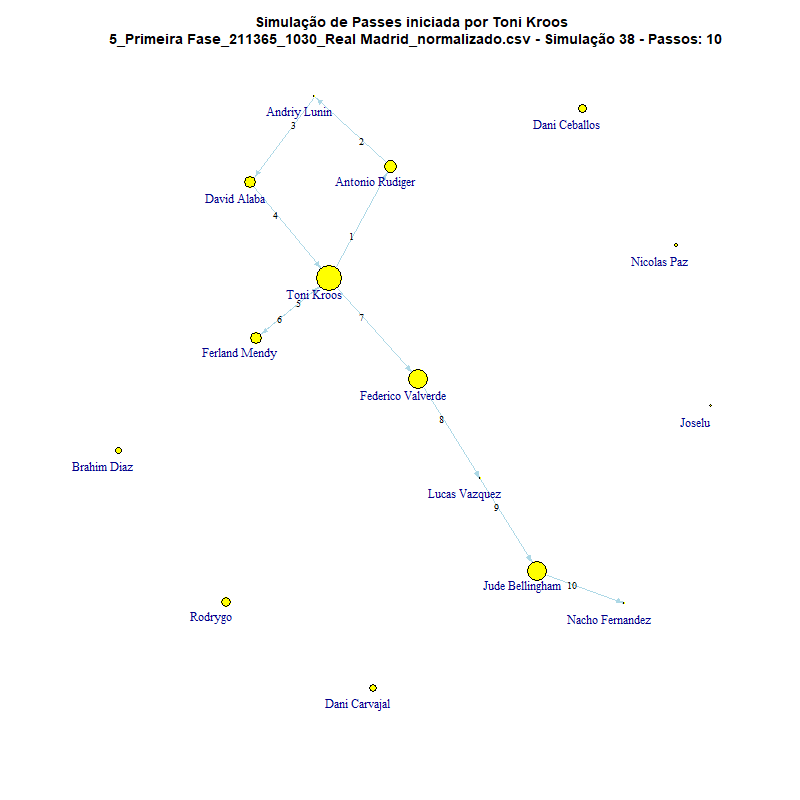 Simulação de Passes iniciada por Toni Kroos
5_Primeira Fase_211365_1030_Real Madrid_normalizado.csv - Simulação 38 - Passos: 10
Andriy Lunin
Dani Ceballos
3
2
Antonio Rudiger
David Alaba
4
1
Nicolas Paz
Toni Kroos
5
6
7
Ferland Mendy
Federico Valverde
8
Joselu
Brahim Diaz
Lucas Vazquez
9
Jude Bellingham
10
Rodrygo
Nacho Fernandez
Dani Carvajal